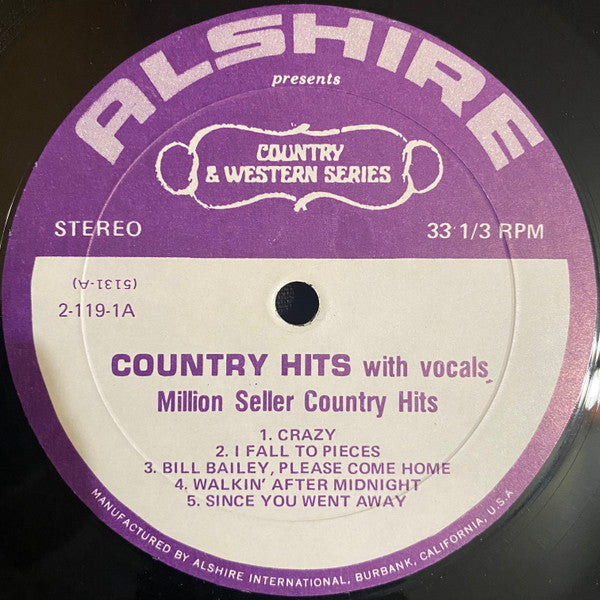 ALSHIRE
presents
COUNTRY
& WESTERN SERIES
STEREO
33 1/3 RPM
(5131-A)
2-119-1A
COUNTRY HITS with vocals
Million Seller Country Hits
1. CRAZY
2. I FALL TO PIECES
3. BILL BAILEY, PLEASE COME HOME
4. WALKIN' AFTER MIDNIGHT
5. SINCE YOU WENT AWAY
MANUFACTURED BY ALSHIRE INTERNATIONAL, BURBANK, CALIFORNIA, U.S.A